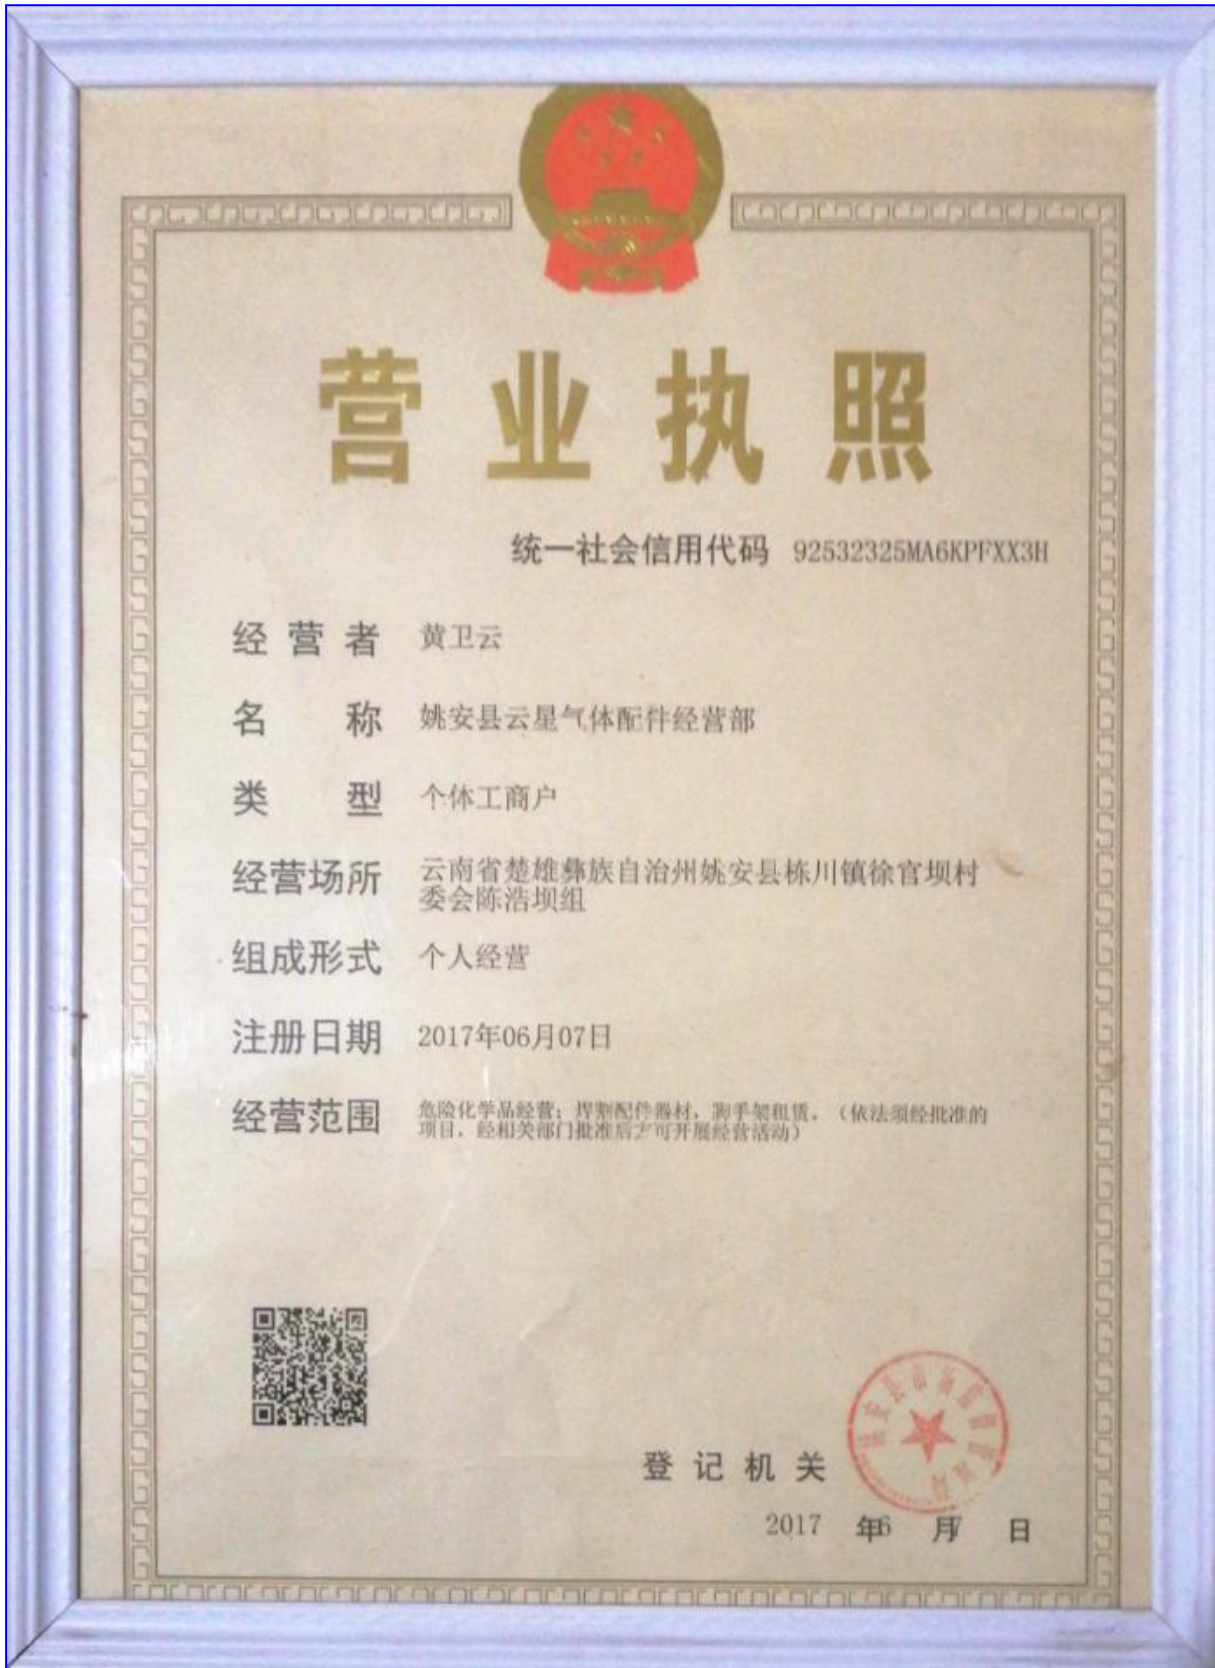 营业执照
统一社会信用代码 92532325MA6KPFXX3H
经营者 黄卫云
名称 姚安县云星气体配件经营部
类型 个体工商户
经营场所 云南省楚雄彝族自治州姚安县栋川镇徐官坝村
委会陈浩坝组
组成形式 个人经营
注册日期 2017年06月07日
经营范围 危险化学品经营；焊割配件器材，脚手架租赁。（依法须经批准的
项目，经相关部门批准后方可开展经营活动）
登记机关
2017 年6 月7 日